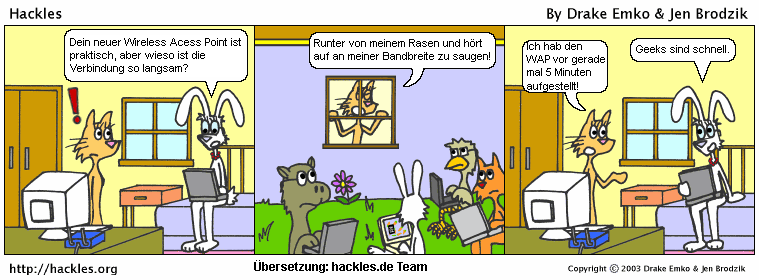 Hackles
By Drake Emko & Jen Brodzik
Dein neuer Wireless Acess Point ist
praktisch, aber wieso ist die
Verbindung so langsam?
!
Runter von meinem Rasen und hört
auf an meiner Bandbreite zu saugen!
Ich hab den
WAP vor gerade
mal 5 Minuten
aufgestellt!
Geeks sind schnell.
http://hackles.org
Übersetzung: hackles.de Team
Copyright © 2003 Drake Emko & Jen Brodzik